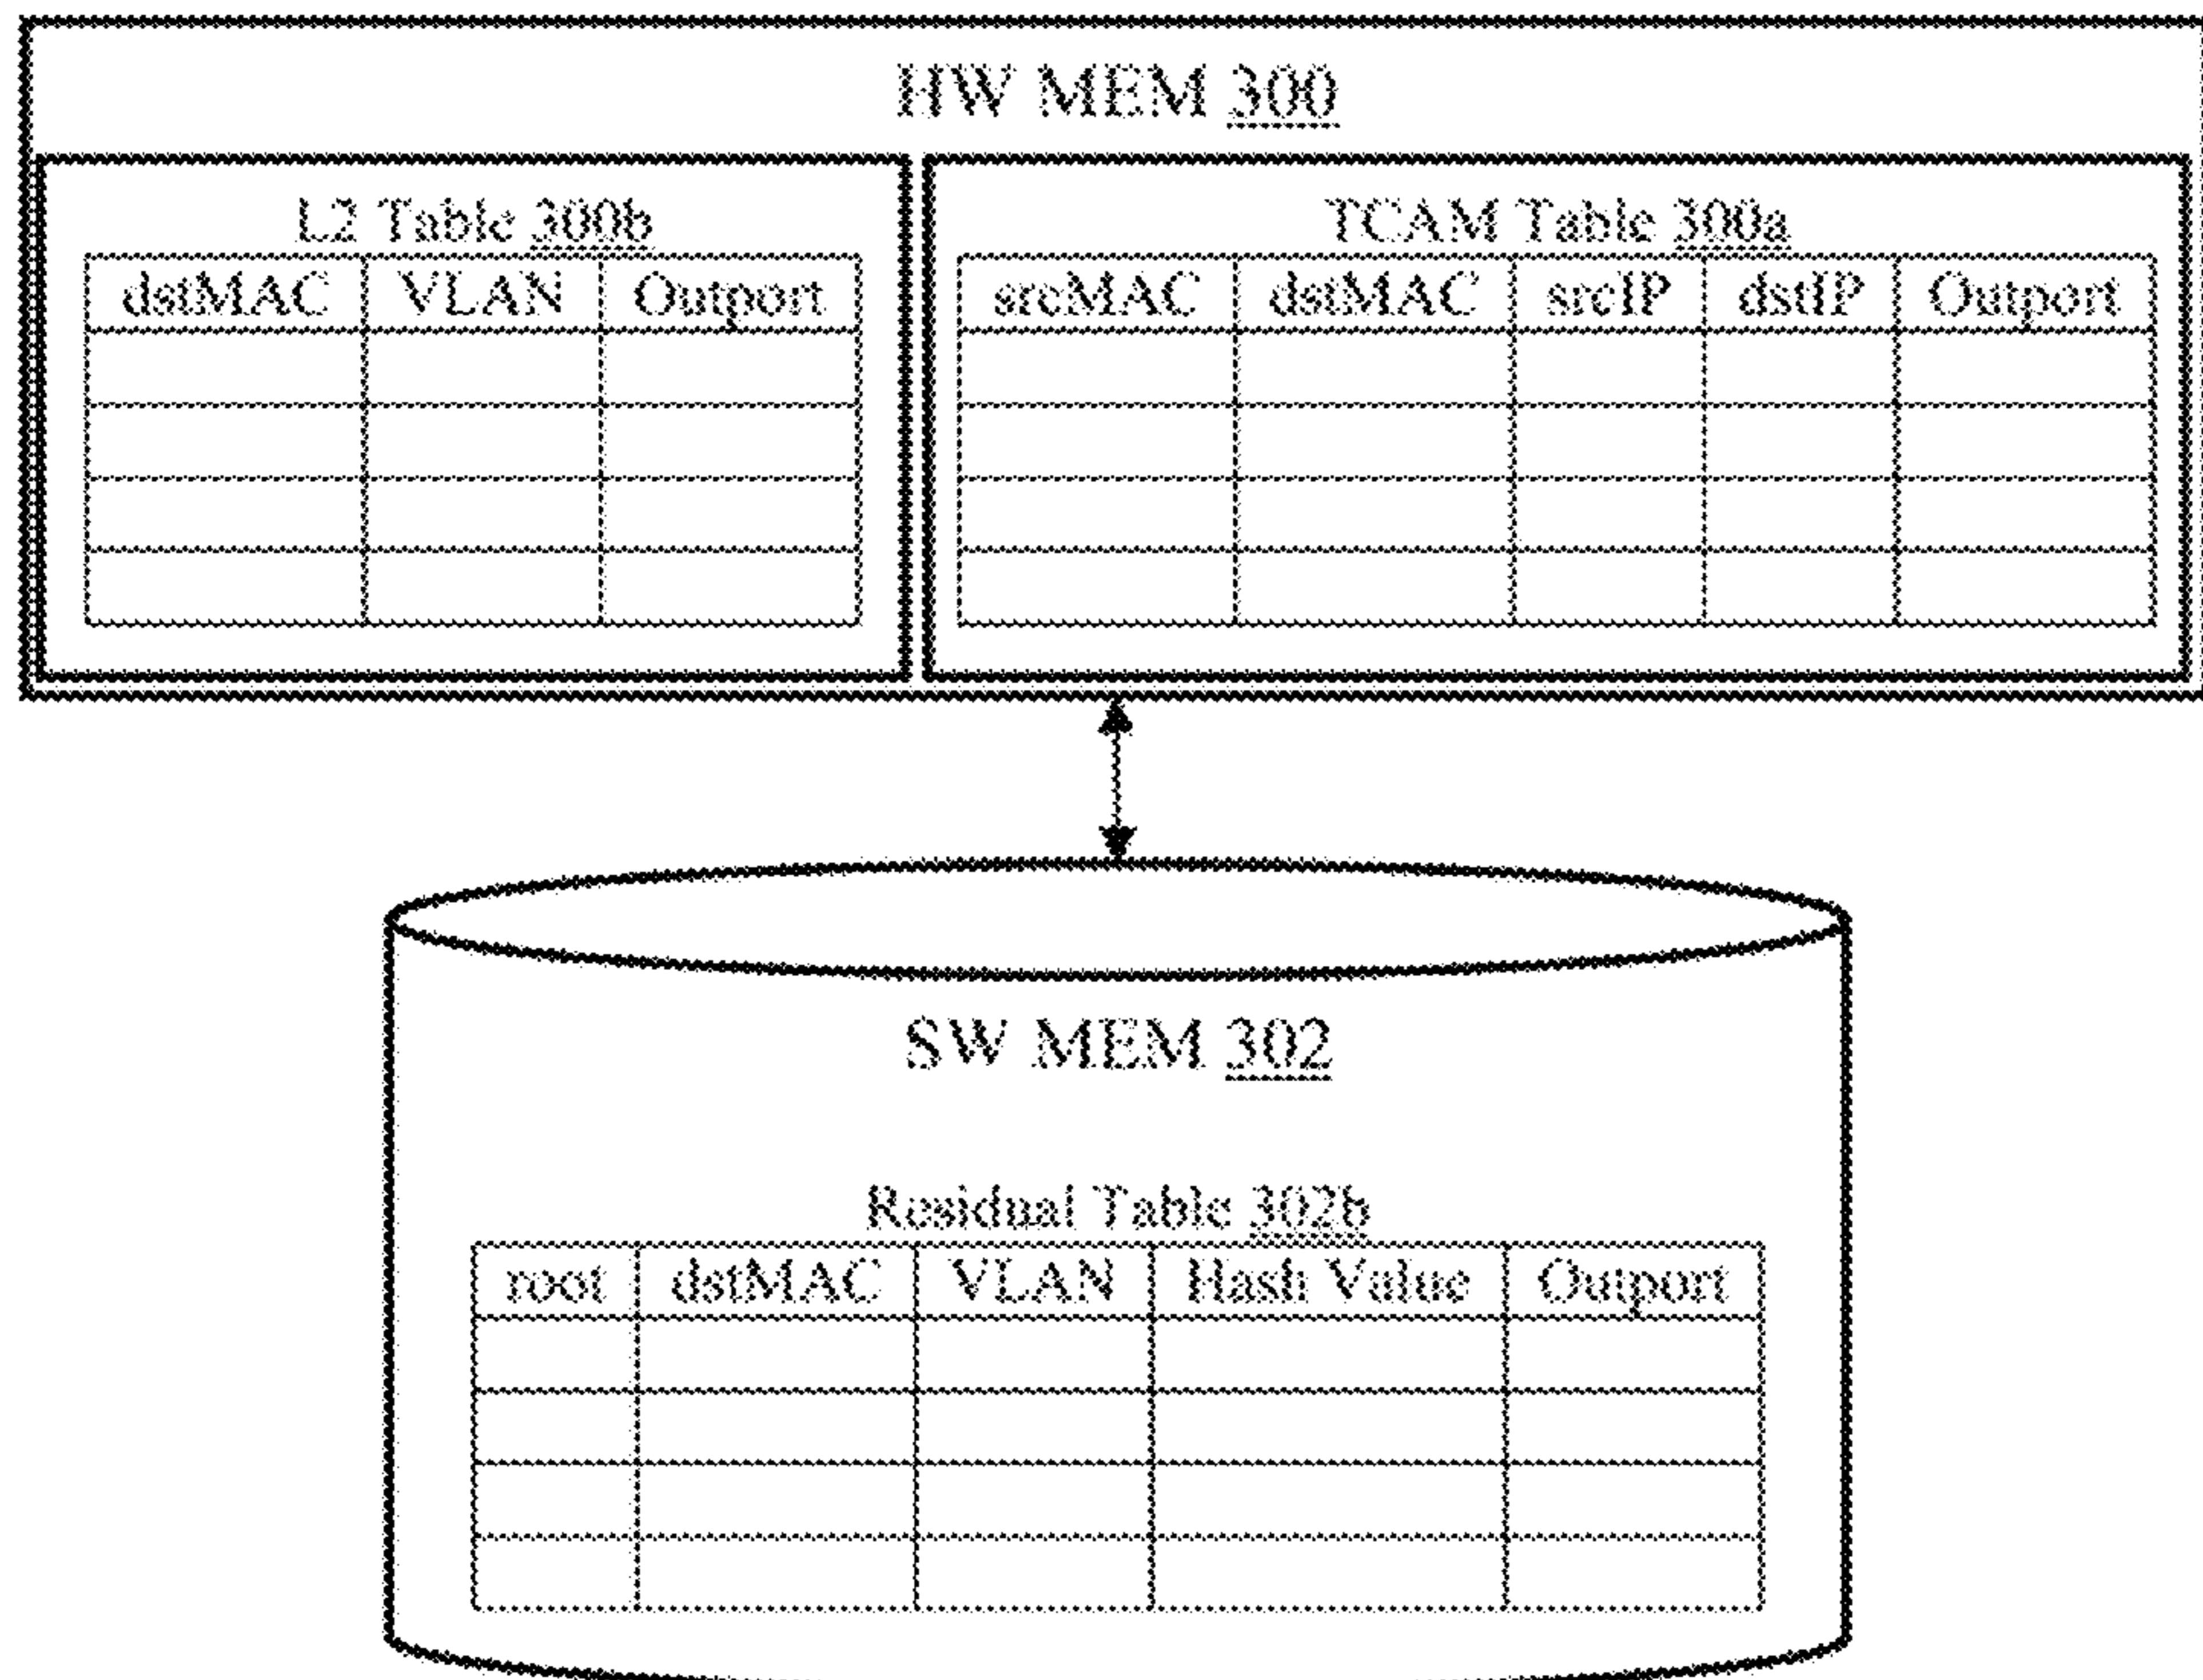 HW MEM 300
L2 Table 300b
dstMAC VLAN Outport
TCAM Table 300a
srcMAC dstMAC srcIP dstIP Outport
SW MEM 302
Residual Table 302b
root dstMAC VLAN Hash Value Outport